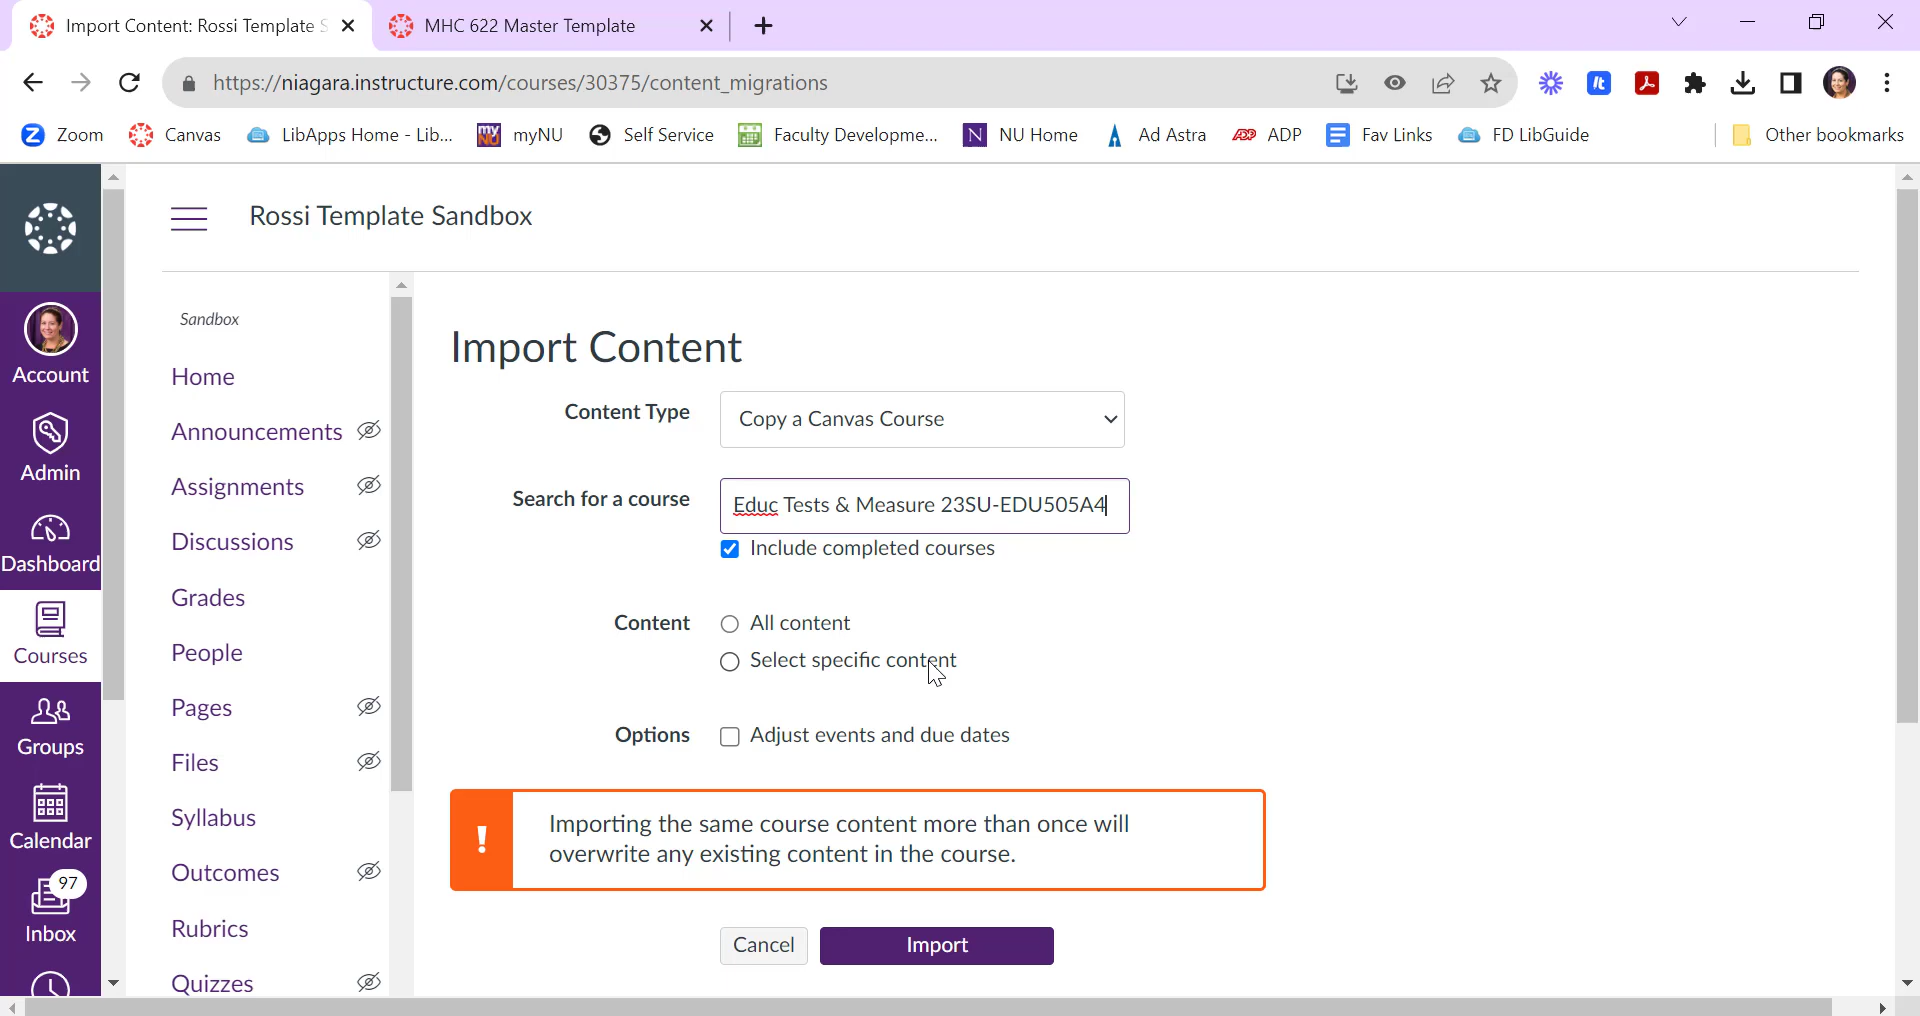 Import Content: Rossi Template S
MHC 622 Master Template
https://niagara.instructure.com/courses/30375/content_migrations
Zoom
Canvas
LibApps Home - Lib...
myNU
Self Service
Faculty Developme...
NU Home
Ad Astra
ADP
Fav Links
FD LibGuide
Other bookmarks
Rossi Template Sandbox
Account
Admin
Dashboard
Courses
Groups
Calendar
97
Inbox
Sandbox
Home
Announcements
Assignments
Discussions
Grades
People
Pages
Files
Syllabus
Outcomes
Rubrics
Quizzes
Import Content
Content Type
Copy a Canvas Course
Search for a course
Educ Tests & Measure 23SU-EDU505A4
Include completed courses
Content
All content
Select specific content
Options
Adjust events and due dates
!
Importing the same course content more than once will
overwrite any existing content in the course.
Cancel
Import